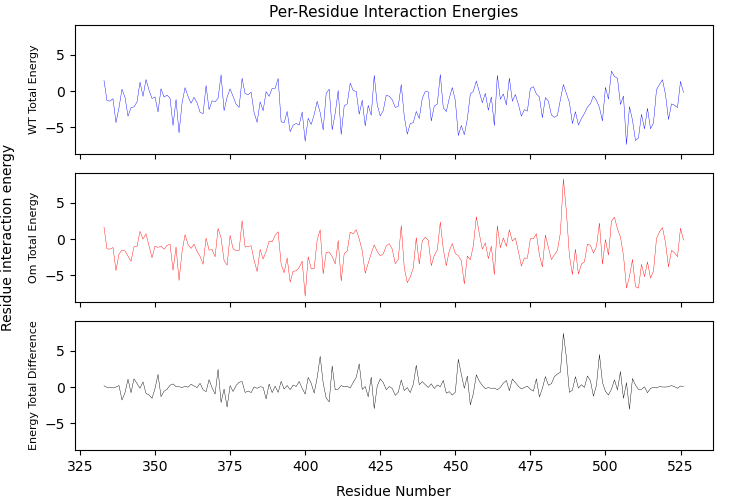 Per-Residue Interaction Energies
Residue interaction energy
WT Total Energy
5
0
−5
Om Total Energy
5
0
−5
Energy Total Difference
5
0
−5
325 350 375 400 425 450 475 500 525
Residue Number